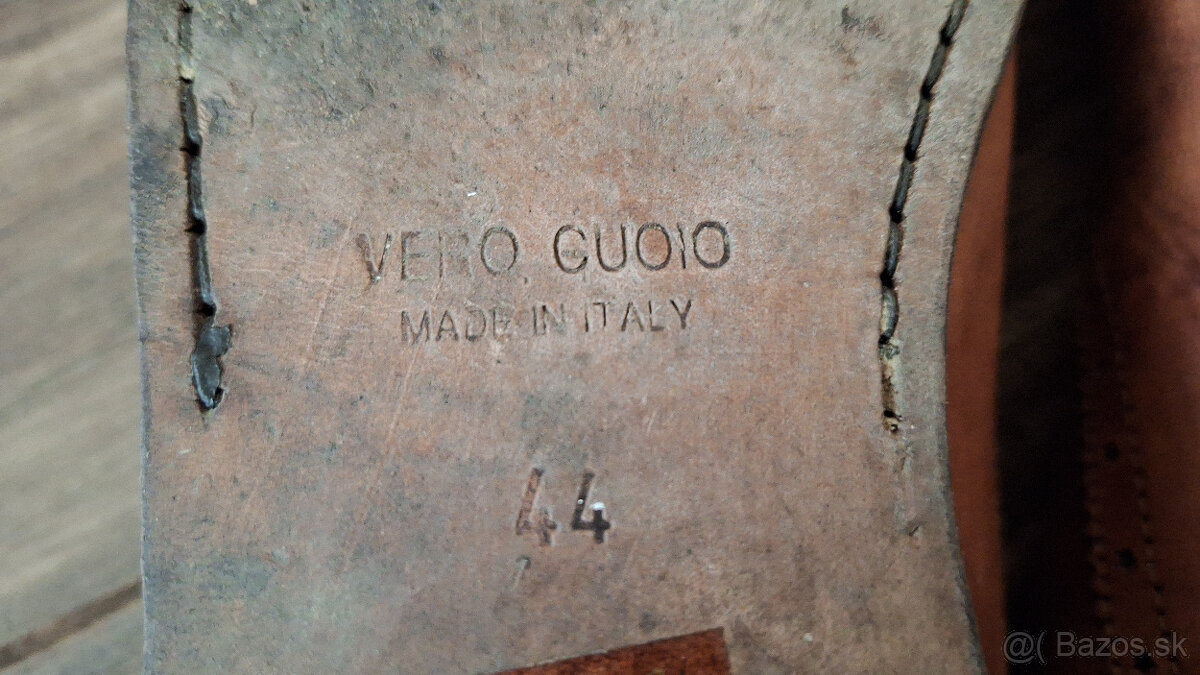 VERO CUOIO
MADE IN ITALY
44
@( Bazos.sk